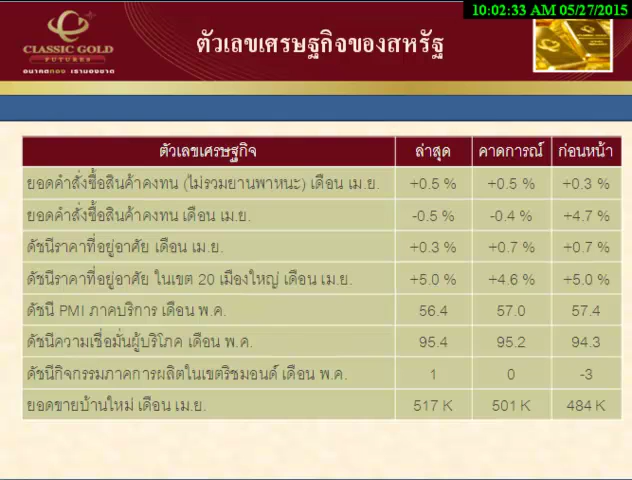 10:02:33 AM 05/27/2015
CLASSIC GOLD
FUTURES
อนาคตทอง เรามองขาด
ตัวเลขเศรษฐกิจของสหรัฐ
ตัวเลขเศรษฐกิจ ล่าสุด คาดการณ์ ก่อนหน้า
ยอดคำสั่งซื้อสินค้าคงทน (ไม่รวมยานพาหนะ) เดือน เม.ย. +0.5 % +0.5 % +0.3 %
ยอดคำสั่งซื้อสินค้าคงทน เดือน เม.ย. -0.5 % -0.4 % +4.7 %
ดัชนีราคาที่อยู่อาศัย เดือน เม.ย. +0.3 % +0.7 % +0.7 %
ดัชนีราคาที่อยู่อาศัย ในเขต 20 เมืองใหญ่ เดือน เม.ย. +5.0 % +4.6 % +5.0 %
ดัชนี PMI ภาคบริการ เดือน พ.ค. 56.4 57.0 57.4
ดัชนีความเชื่อมั่นผู้บริโภค เดือน พ.ค. 95.4 95.2 94.3
ดัชนีกิจกรรมภาคการผลิตในเขตริชมอนด์ เดือน พ.ค. 1 0 -3
ยอดขายบ้านใหม่ เดือน เม.ย. 517 K 501 K 484 K